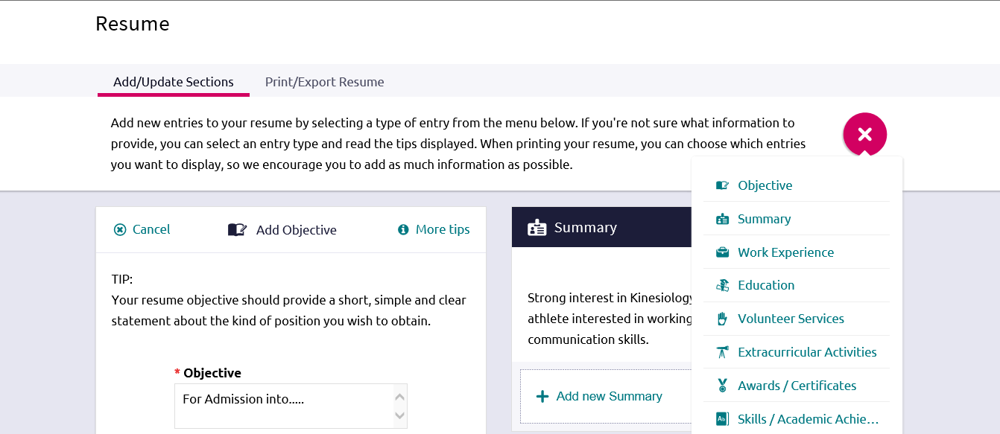 Resume
Add/Update Sections
Print/Export Resume
Add new entries to your resume by selecting a type of entry from the menu below. If you're not sure what information to
provide, you can select an entry type and read the tips displayed. When printing your resume, you can choose which entries
you want to display, so we encourage you to add as much information as possible.
Cancel
Add Objective
More tips
TIP:
Your resume objective should provide a short, simple and clear
statement about the kind of position you wish to obtain.
* Objective
For Admission into.....
Summary
Strong interest in Kinesiology
athlete interested in working
communication skills.
Add new Summary
Objective
Summary
Work Experience
Education
Volunteer Services
Extracurricular Activities
Awards / Certificates
Skills / Academic Achie...